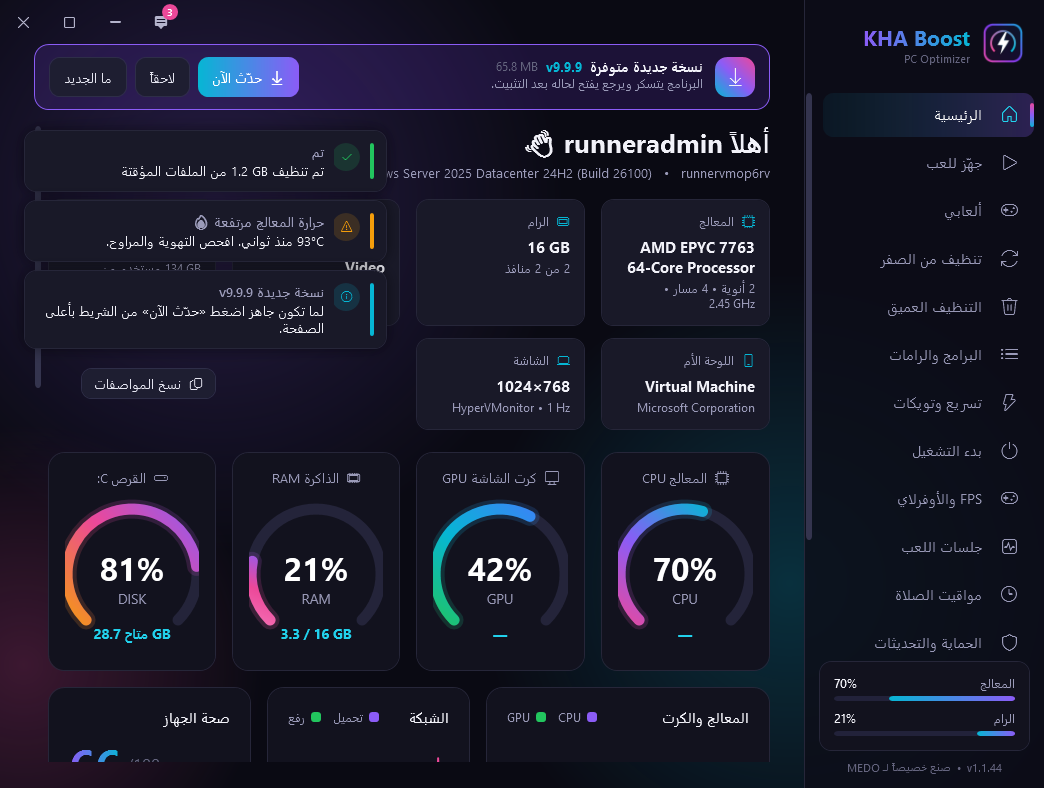 3
KHA Boost
PC Optimizer
الرئيسية
جهّز للعب
ألعابي
تنظيف من الصفر
التنظيف العميق
البرامج والرامات
تسريع وتويكات
بدء التشغيل
FPS والأوفرلاي
جلسات اللعب
مواقيت الصلاة
الحماية والتحديثات
المعالج 70%
الرام 21%
صنع خصيصاً لـ MEDO • v1.1.44
نسخة جديدة متوفرة v9.9.9 65.8 MB
البرنامج يتسكر ويرجع يفتح لحاله بعد التثبيت.
حدّث الآن
لاحقاً
ما الجديد
أهلاً runneradmin
runnervmop6rv • Server 2025 Datacenter 24H2 (Build 26100)
تم
تم تنظيف 1.2 GB من الملفات المؤقتة
حرارة المعالج مرتفعة
93°C منذ ثواني. افحص التهوية والمراوح.
نسخة جديدة v9.9.9
لما تكون جاهز اضغط «حدّث الآن» من الشريط بأعلى
الصفحة.
المعالج
AMD EPYC 7763
64-Core Processor
2 أنوية • 4 مسار •
2.45 GHz
الرام
16 GB
2 من 2 منافذ
Video
اللوحة الأم
Virtual Machine
Microsoft Corporation
الشاشة
1024×768
HyperVMonitor • 1 Hz
نسخ المواصفات
المعالج CPU
70%
CPU
—
كرت الشاشة GPU
42%
GPU
—
الذاكرة RAM
21%
RAM
3.3 / 16 GB
القرص C:
81%
DISK
28.7 متاح GB
المعالج والكرت
CPU
GPU
الشبكة
تحميل
رفع
صحة الجهاز